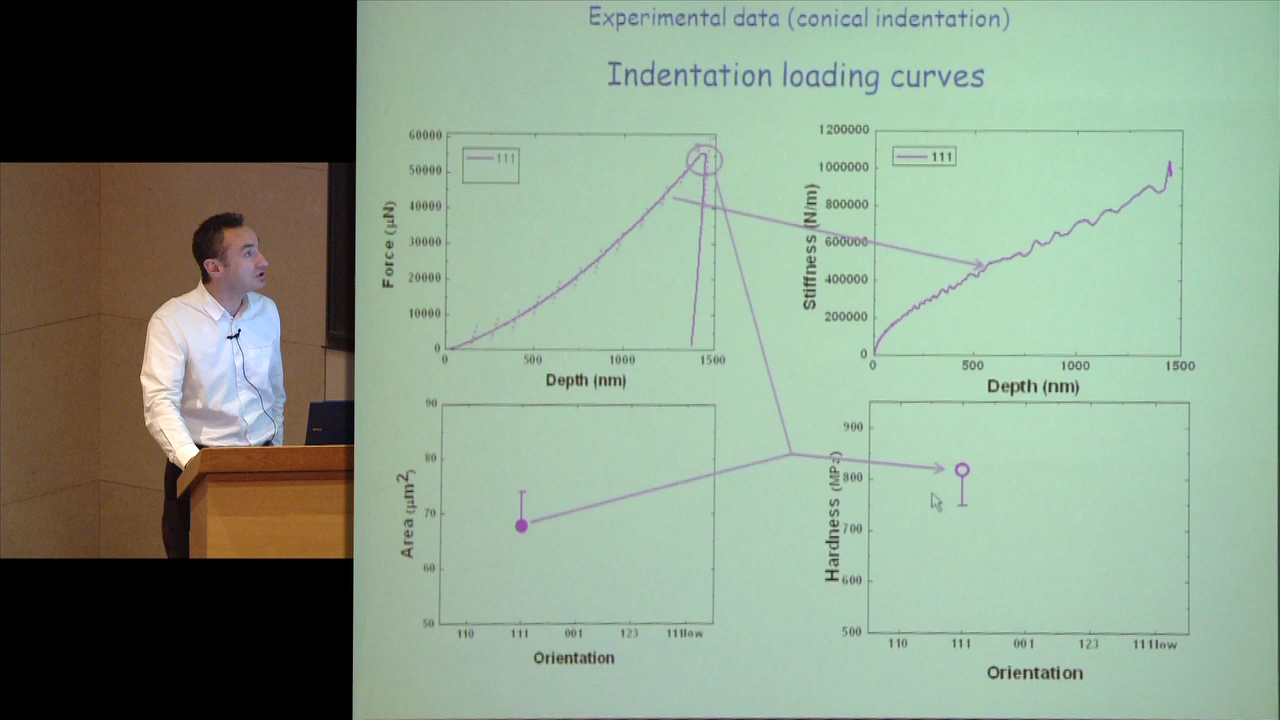 Experimental data (conical indentation)
Indentation loading curves
60000
50000
40000
30000
20000
10000
0
Force (µN)
111
500
1000
1500
Depth (nm)
1200000
1000000
800000
600000
400000
200000
0
Stiffness (N/m)
111
0
500
1000
1500
Depth (nm)
90
80
70
60
50
Area (µm2)
110 111 001 123 111low
Orientation
900
800
700
600
500
Hardness (MPa)
110 111 001 123 111low
Orientation